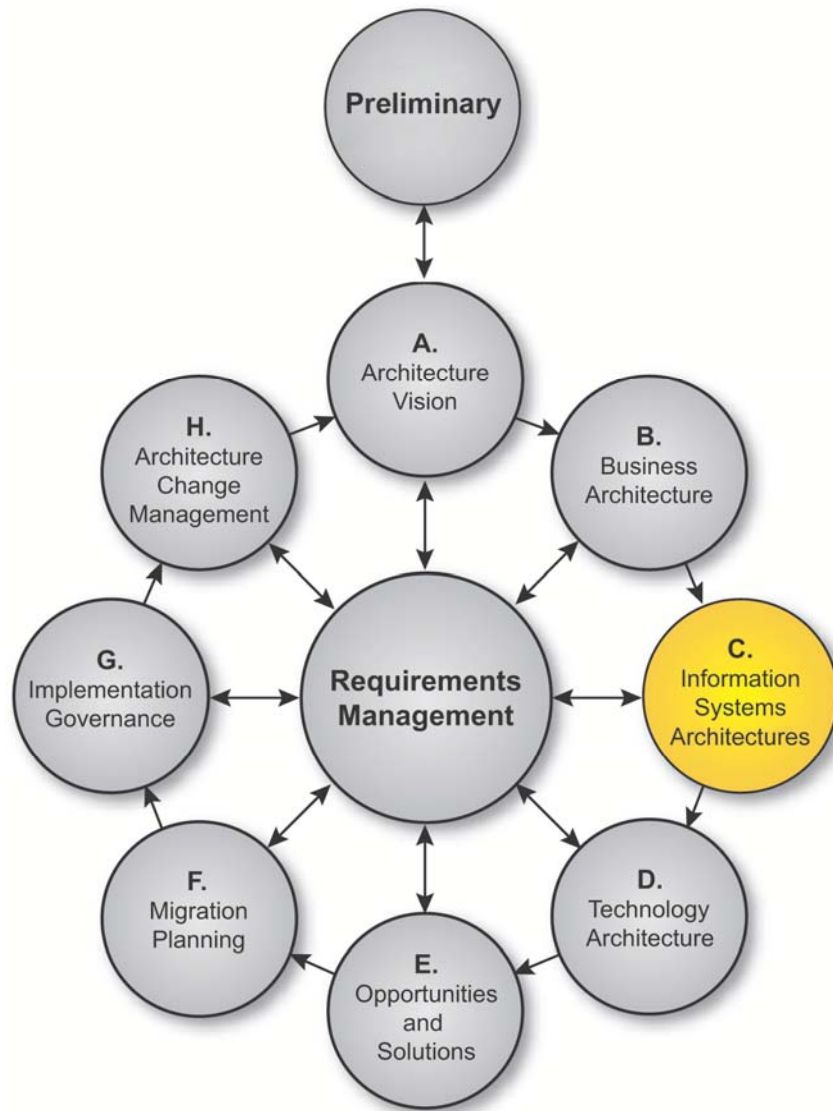 Preliminary
A.
Architecture
Vision
B.
Business
Architecture
C.
Information
Systems
Architectures
D.
Technology
Architecture
E.
Opportunities
and
Solutions
F.
Migration
Planning
G.
Implementation
Governance
H.
Architecture
Change
Management
Requirements
Management